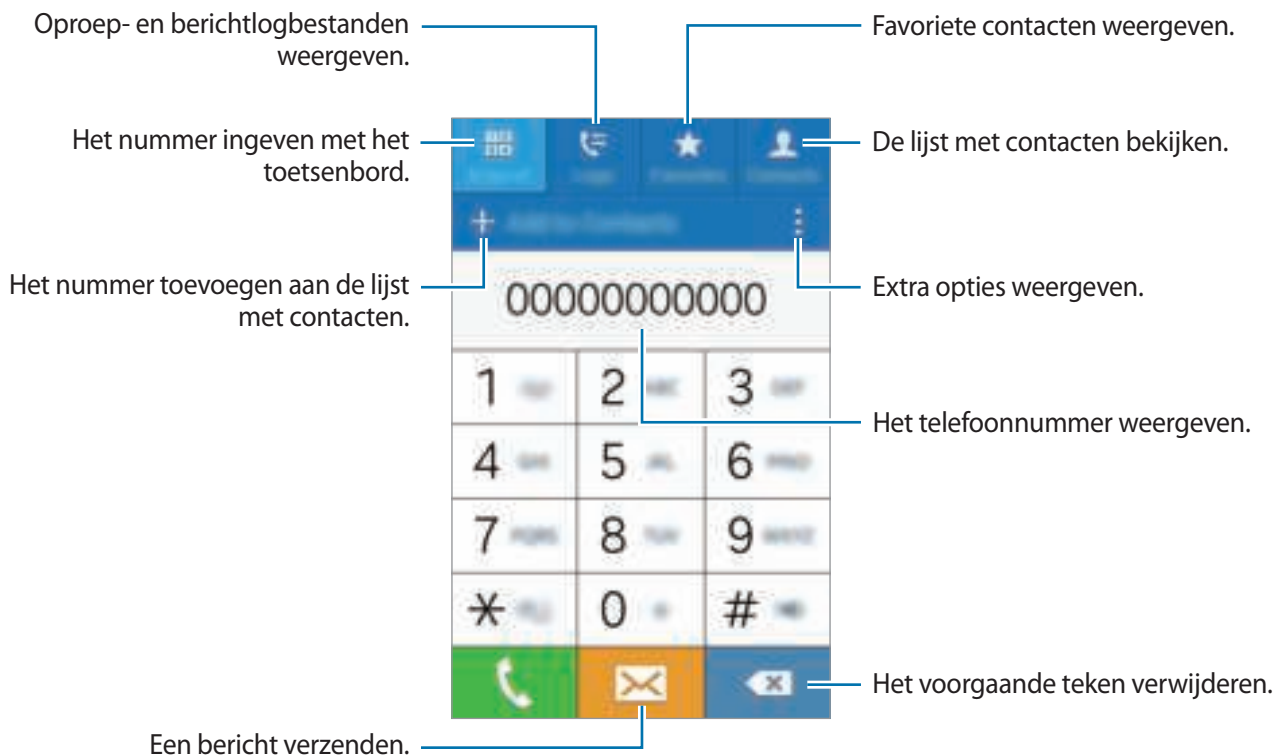 Oproep- en berichtlogbestanden
weergeven.
Favoriete contacten weergeven.
Het nummer ingeven met het
toetsenbord.
De lijst met contacten bekijken.
Het nummer toevoegen aan de lijst
met contacten.
Extra opties weergeven.
00000000000
1
2
3
Het telefoonnummer weergeven.
4
5
6
7
8
9
* 
0
#
Het voorgaande teken verwijderen.
Een bericht verzenden.